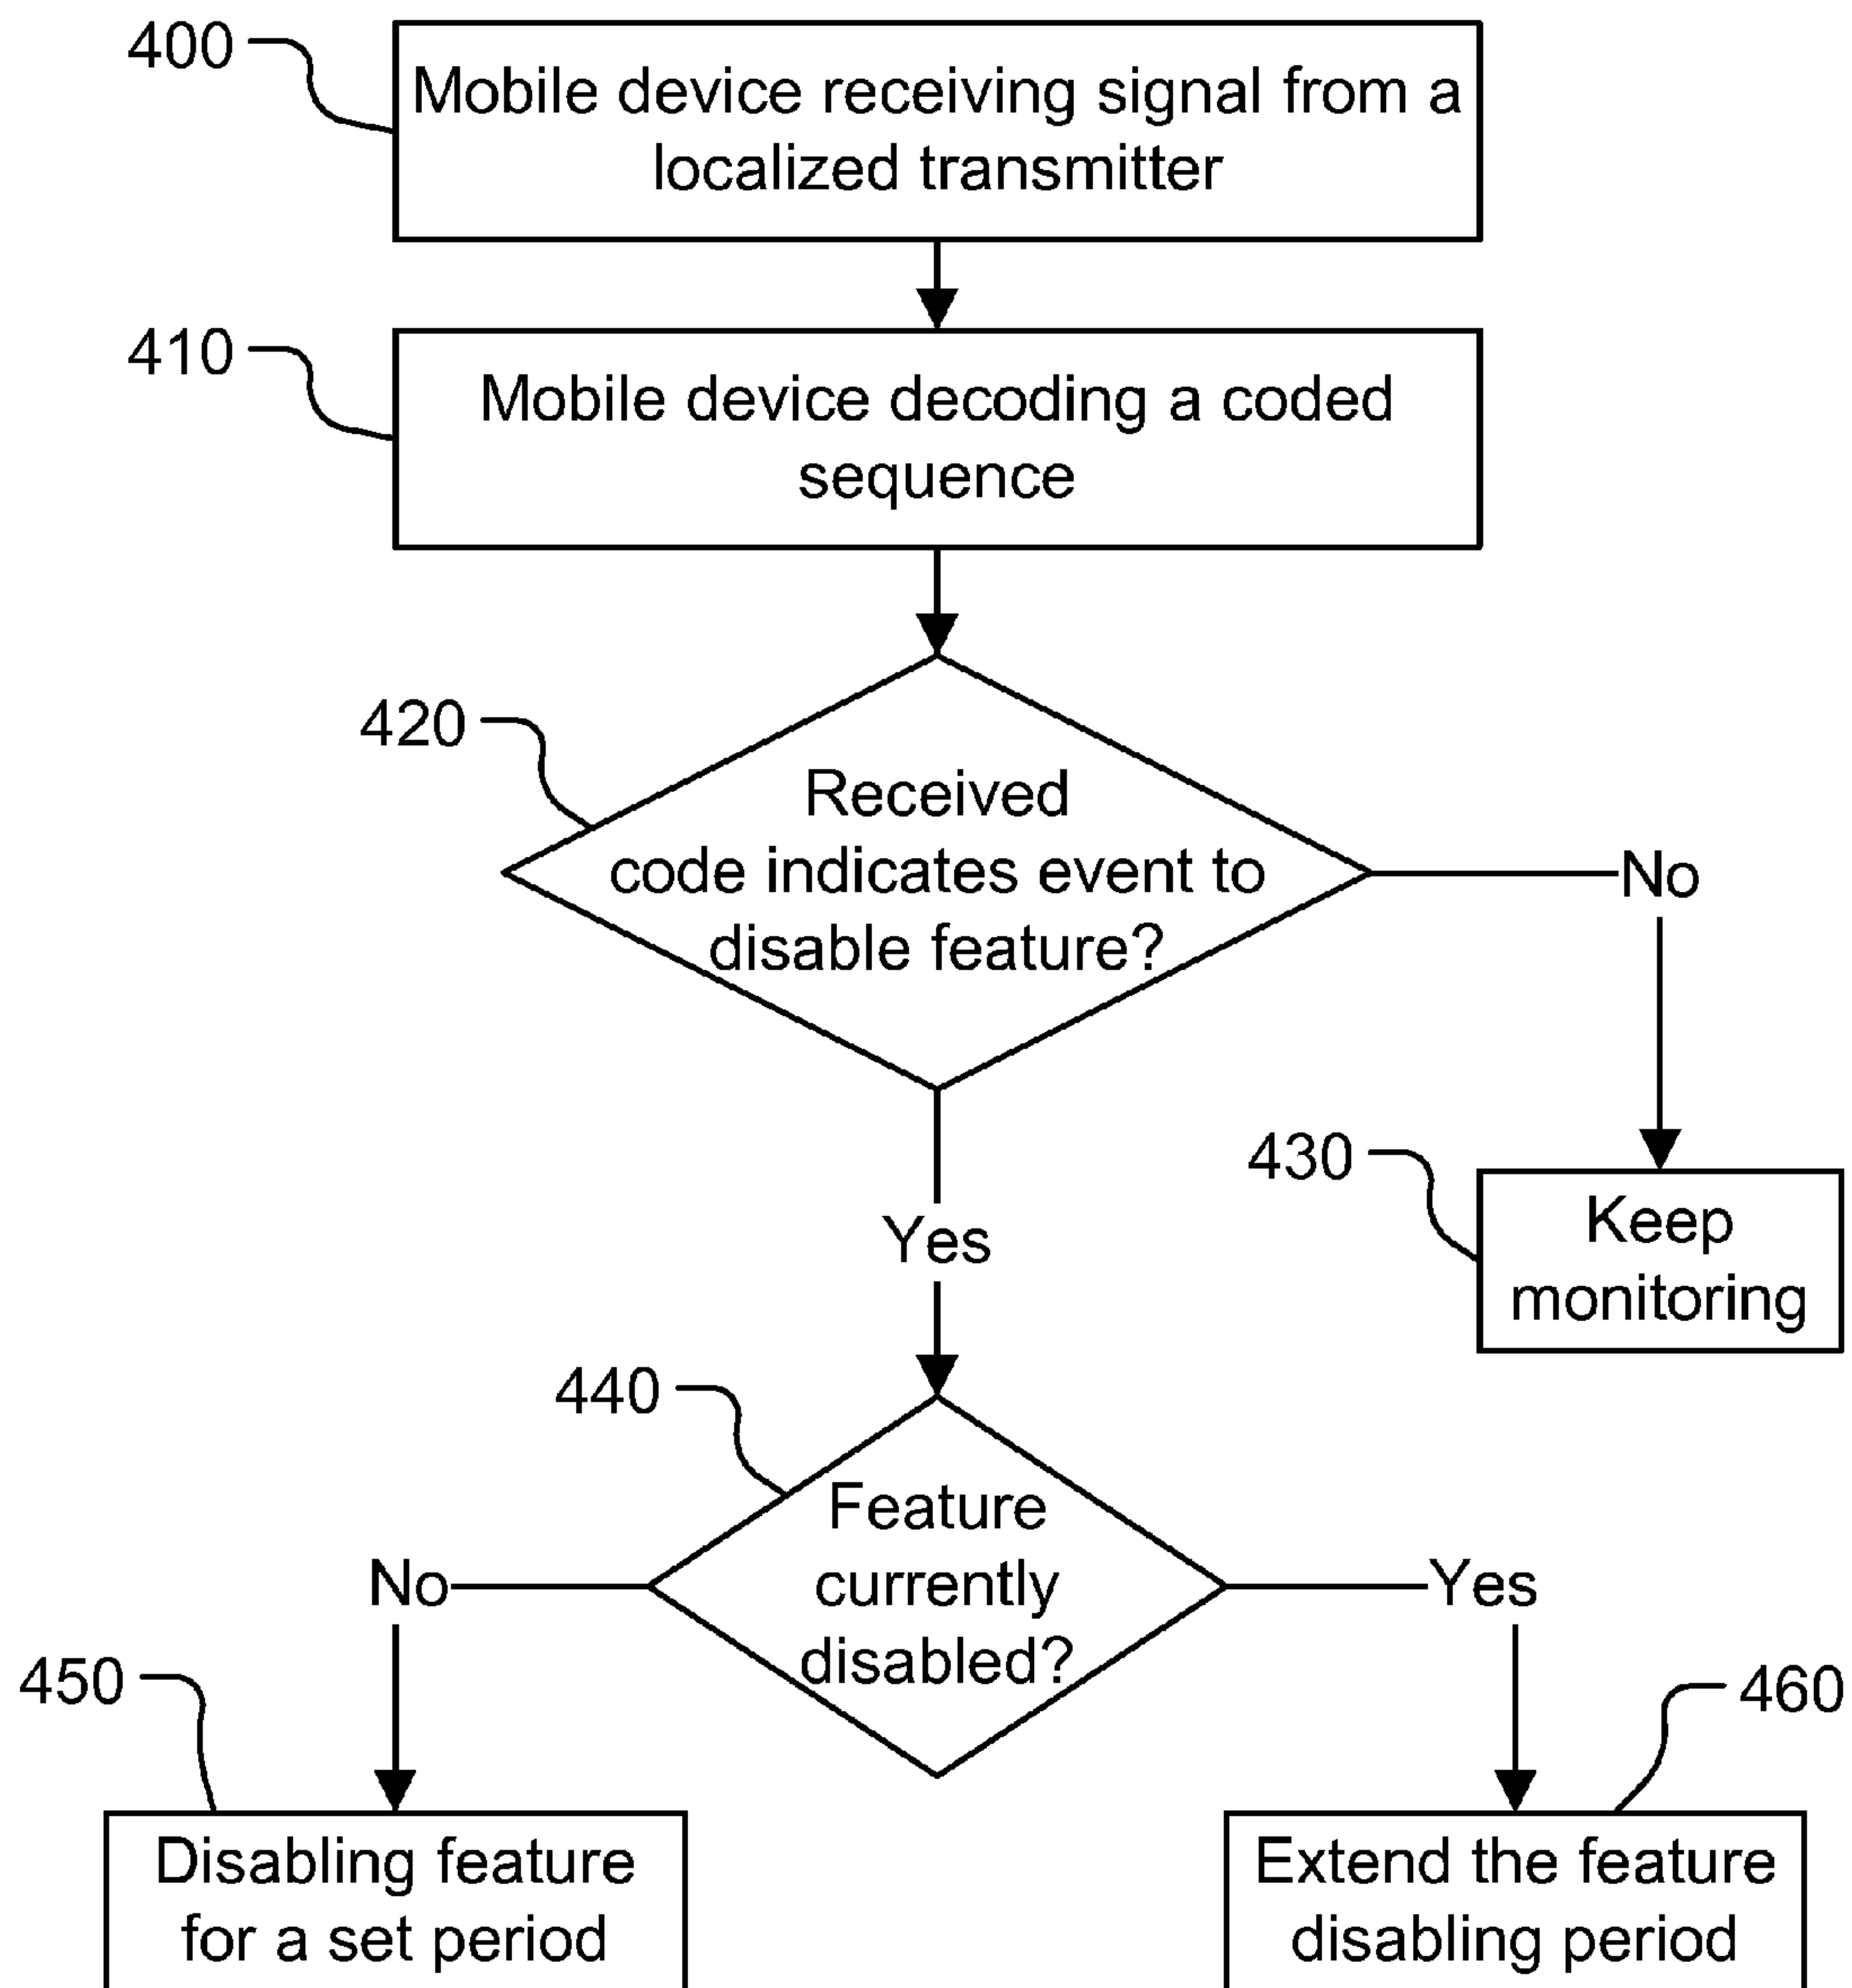 400
Mobile device receiving signal from a
localized transmitter
410
Mobile device decoding a coded
sequence
420
Received
code indicates event to
disable feature?
No
430
Keep
monitoring
Yes
440
Feature
currently
disabled?
No
Yes
450
460
Disabling feature
for a set period
Extend the feature
disabling period